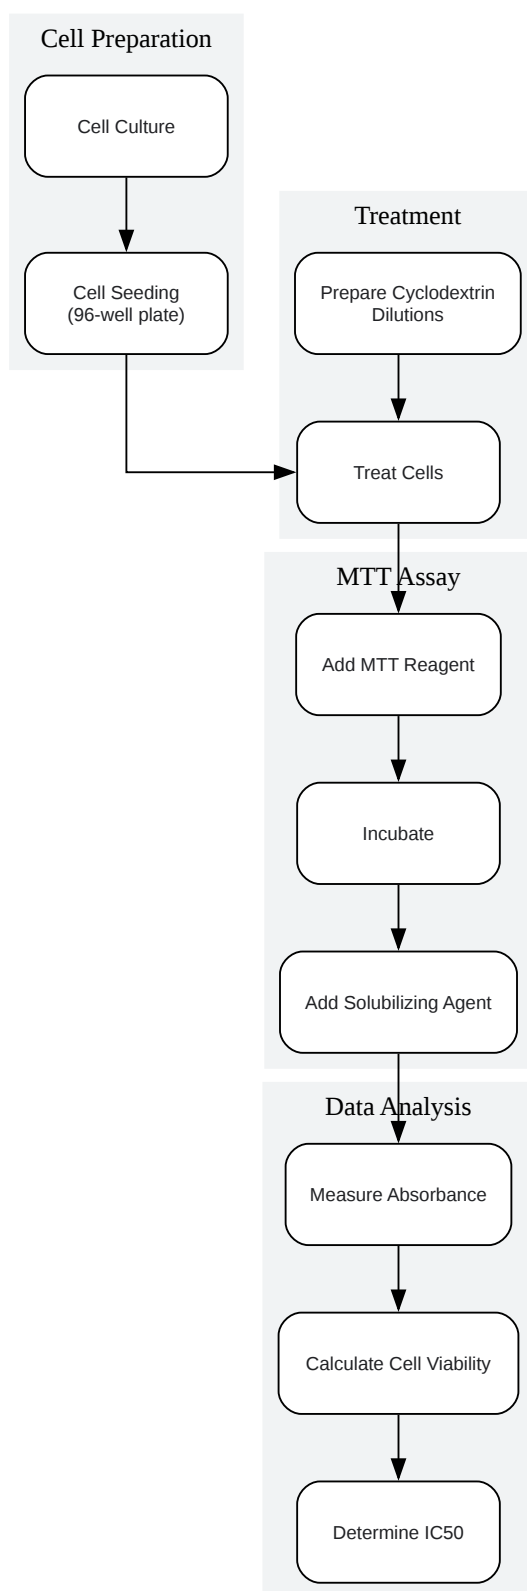 Cell Preparation
Cell Culture
Cell Seeding
(96-well plate)
Treatment
Prepare Cyclodextrin
Dilutions
Treat Cells
MTT Assay
Add MTT Reagent
Incubate
Add Solubilizing Agent
Data Analysis
Measure Absorbance
Calculate Cell Viability
Determine IC50